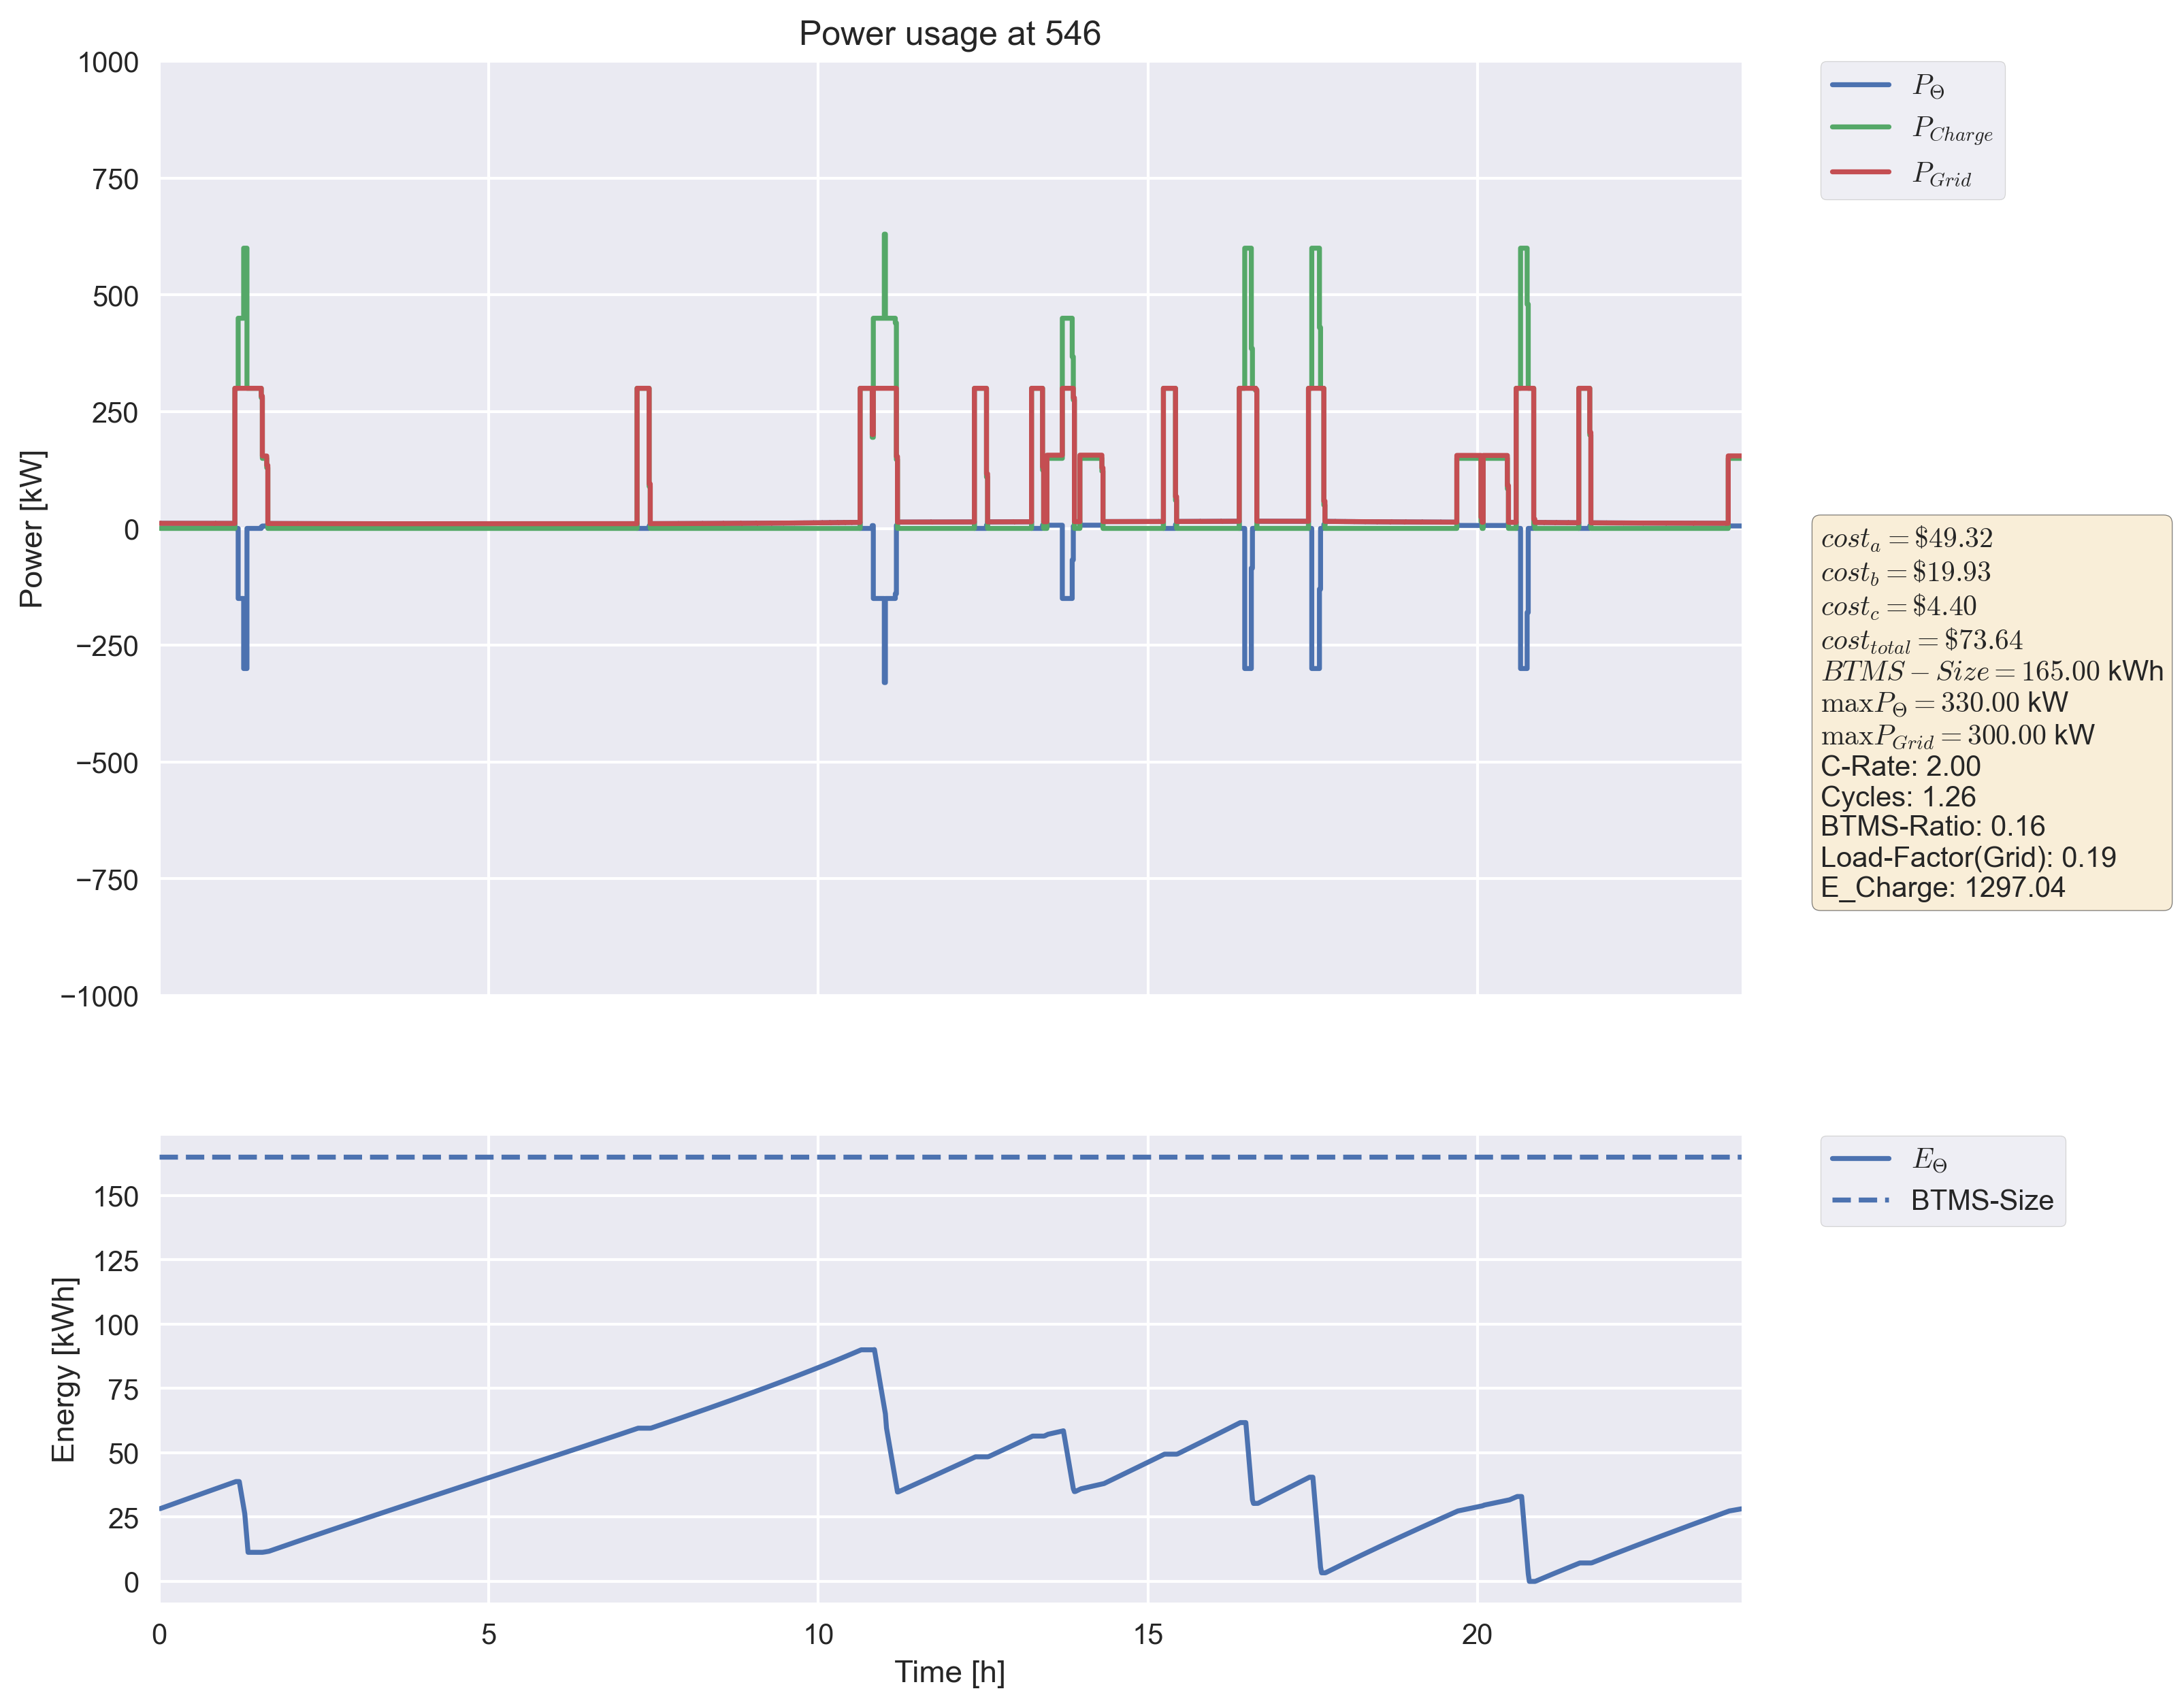 Power usage at 546
1000
750
500
250
0
−250
−500
−750
−1000
Power [kW]
P_Θ
P_Charge
P_Grid
cost_a = $49.32
cost_b = $19.93
cost_c = $4.40
cost_total = $73.64
BTMS − Size = 165.00 kWh
maxP_Θ = 330.00 kW
maxP_Grid = 300.00 kW
C-Rate: 2.00
Cycles: 1.26
BTMS-Ratio: 0.16
Load-Factor(Grid): 0.19
E_Charge: 1297.04
150
125
100
75
50
25
0
Energy [kWh]
E_Θ
BTMS-Size
0 5 10 15 20
Time [h]